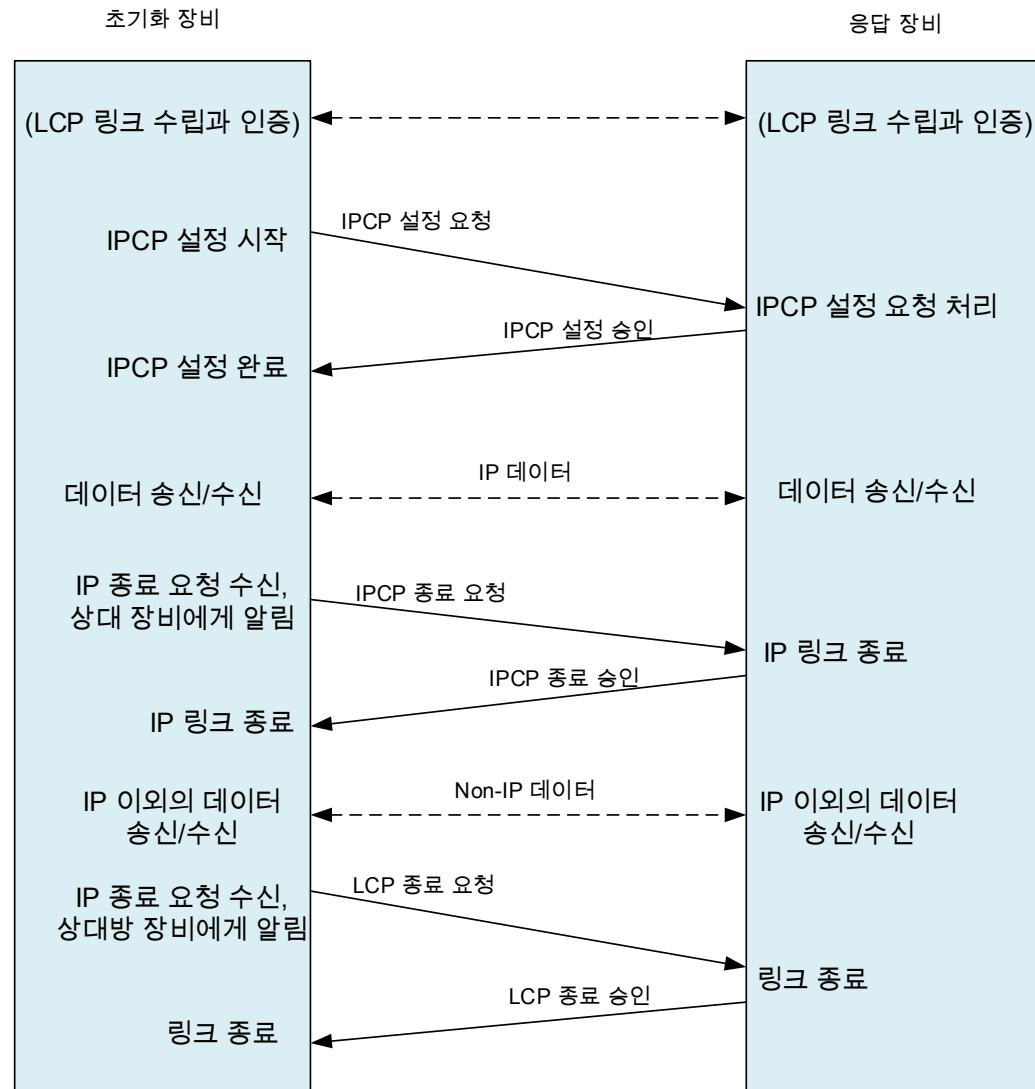 초기화 장비
응답 장비
(LCP 링크 수립과 인증)
(LCP 링크 수립과 인증)
IPCP 설정 요청
IPCP 설정 시작
IPCP 설정 요청 처리
IPCP 설정 승인
IPCP 설정 완료
IP 데이터
데이터 송신/수신
데이터 송신/수신
IP 종료 요청 수신,
상대 장비에게 알림
IPCP 종료 요청
IP 링크 종료
IPCP 종료 승인
IP 링크 종료
Non-IP 데이터
IP 이외의 데이터
송신/수신
IP 이외의 데이터
송신/수신
LCP 종료 요청
IP 종료 요청 수신,
상대방 장비에게 알림
링크 종료
LCP 종료 승인
링크 종료